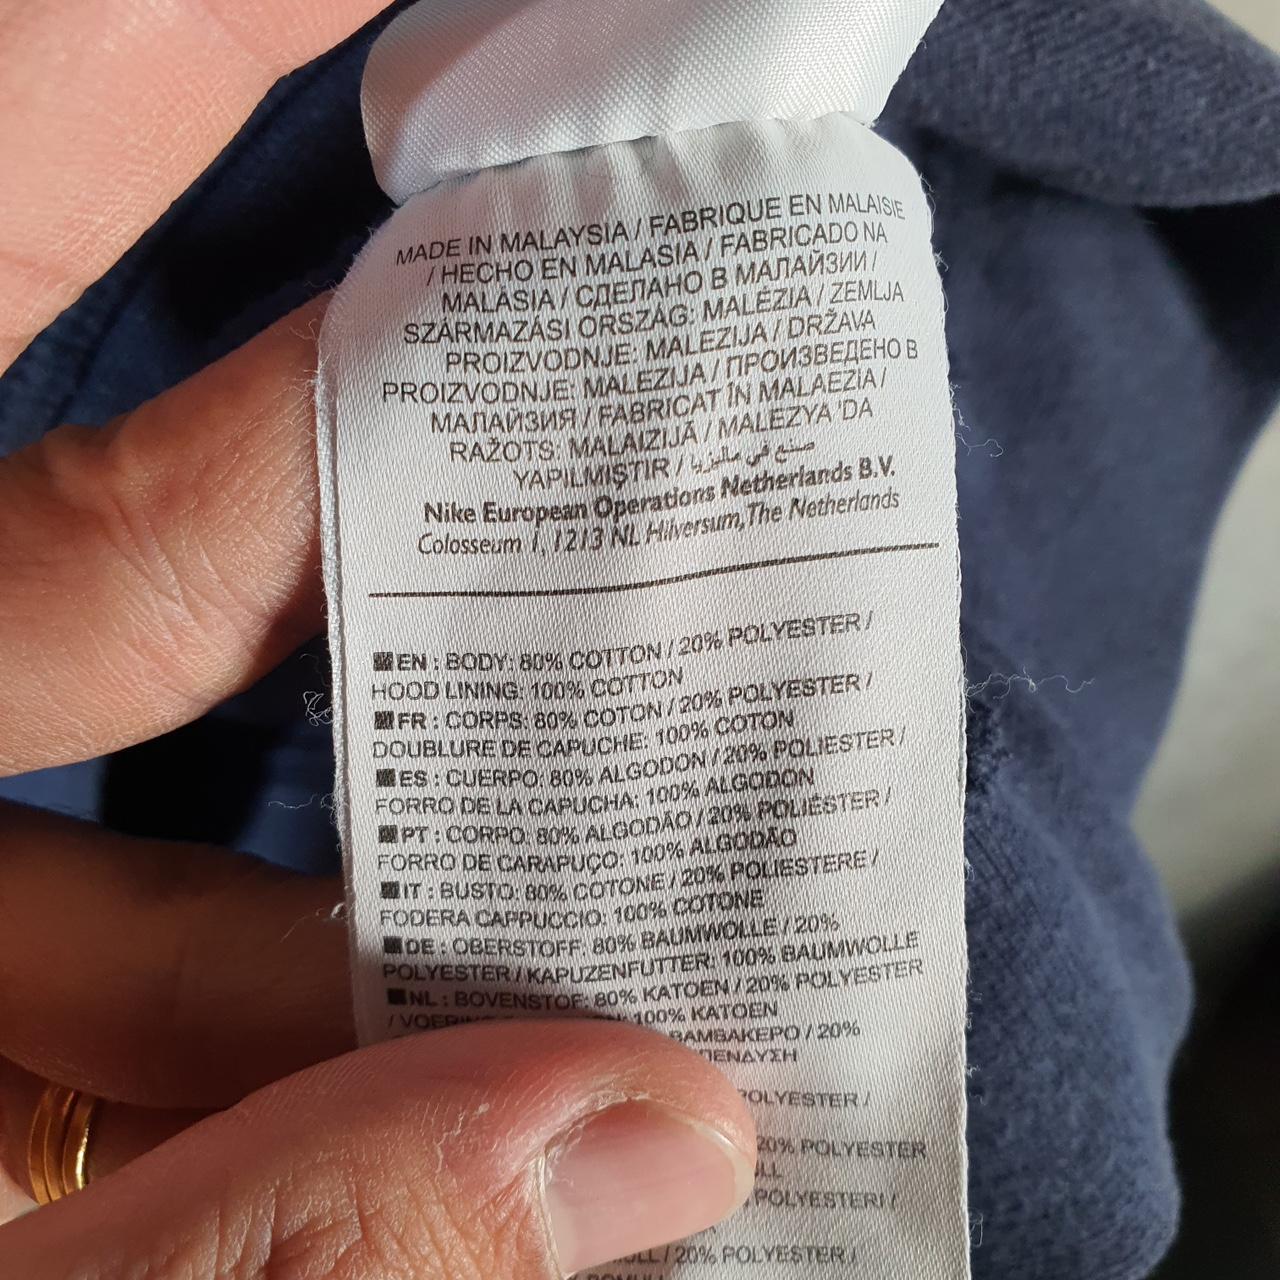 MADE IN MALAYSIA / FABRIQUE EN MALAISIE
/ HECHO EN MALASIA / FABRICADO NA
MALÁSIA / СДЕЛАНО В МАЛАЙЗИИ /
SZÁRMAZÁSI ORSZÁG: MALÉZIA / ZEMLJA
PROIZVODNJE: MALEZIJA / DRŽAVA
PROIZVODNJE: MALEZIJA / ПРОИЗВЕДЕНО В
МАЛАЙЗИЯ / FABRICAT ÎN MALAEZIA /
RAŽOTS: MALAIZIJĀ / MALEZYA 'DA
YAPILMIŞTIR / صنع في ماليزيا
Nike European Operations Netherlands B.V.
Colosseum 1, 1213 NL Hilversum, The Netherlands
EN : BODY: 80% COTTON / 20% POLYESTER /
HOOD LINING: 100% COTTON
FR : CORPS: 80% COTON / 20% POLYESTER /
DOUBLURE DE CAPUCHE: 100% COTON
ES : CUERPO: 80% ALGODON / 20% POLIESTER /
FORRO DE LA CAPUCHA: 100% ALGODON
PT : CORPO: 80% ALGODÃO / 20% POLIÉSTER /
FORRO DE CARAPUÇO: 100% ALGODÃO
IT : BUSTO: 80% COTONE / 20% POLIESTERE /
FODERA CAPPUCCIO: 100% COTONE
DE : OBERSTOFF: 80% BAUMWOLLE / 20%
POLYESTER / KAPUZENFUTTER: 100% BAUMWOLLE
NL : BOVENSTOF: 80% KATOEN / 20% POLYESTER
/ 100% KATOEN
ΒΑΜΒΑΚΕΡΟ / 20%
POLYESTER /
20% POLYESTER
POLYESTERI /
/ 20% POLYESTER /